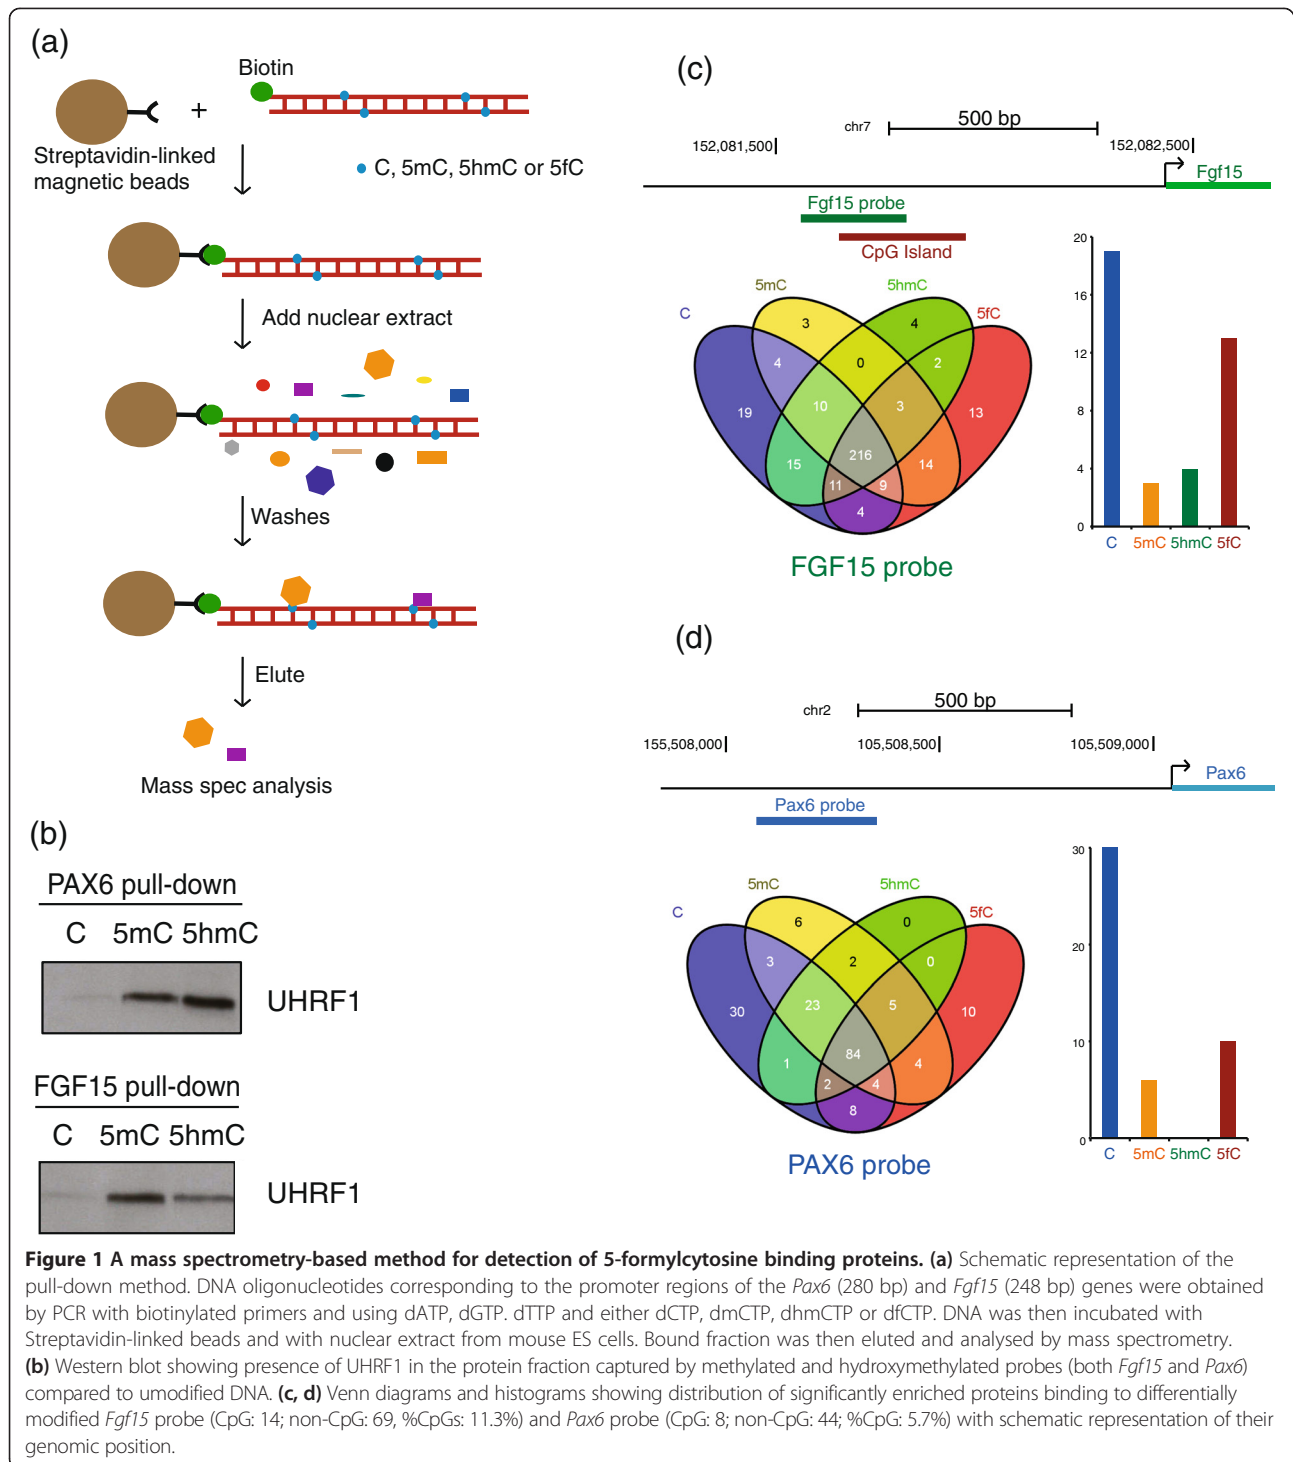 (a)
Biotin
+
Streptavidin-linked
magnetic beads
C, 5mC, 5hmC or 5fC
Add nuclear extract
Washes
Elute
Mass spec analysis
(b)
PAX6 pull-down
C 5mC 5hmC
UHRF1
FGF15 pull-down
C 5mC 5hmC
UHRF1
(c)
chr7 500 bp
152,081,500 152,082,500
Fgf15
Fgf15 probe
CpG Island
C 5mC 5hmC 5fC
3 4
4 0 2
19 10 3 13
15 216 14
11 9
4
FGF15 probe
20
16
12
8
4
0
C 5mC 5hmC 5fC
(d)
chr2 500 bp
155,508,000 105,508,500 105,509,000
Pax6
Pax6 probe
C 5mC 5hmC 5fC
6 0
3 2 0
30 23 5 10
1 84 4
2 4
8
PAX6 probe
30
20
10
0
C 5mC 5hmC 5fC
Figure 1 A mass spectrometry-based method for detection of 5-formylcytosine binding proteins. (a) Schematic representation of the
pull-down method. DNA oligonucleotides corresponding to the promoter regions of the Pax6 (280 bp) and Fgf15 (248 bp) genes were obtained
by PCR with biotinylated primers and using dATP, dGTP. dTTP and either dCTP, dmCTP, dhmCTP or dfCTP. DNA was then incubated with
Streptavidin-linked beads and with nuclear extract from mouse ES cells. Bound fraction was then eluted and analysed by mass spectrometry.
(b) Western blot showing presence of UHRF1 in the protein fraction captured by methylated and hydroxymethylated probes (both Fgf15 and Pax6)
compared to umodified DNA. (c, d) Venn diagrams and histograms showing distribution of significantly enriched proteins binding to differentially
modified Fgf15 probe (CpG: 14; non-CpG: 69, %CpGs: 11.3%) and Pax6 probe (CpG: 8; non-CpG: 44; %CpG: 5.7%) with schematic representation of their
genomic position.